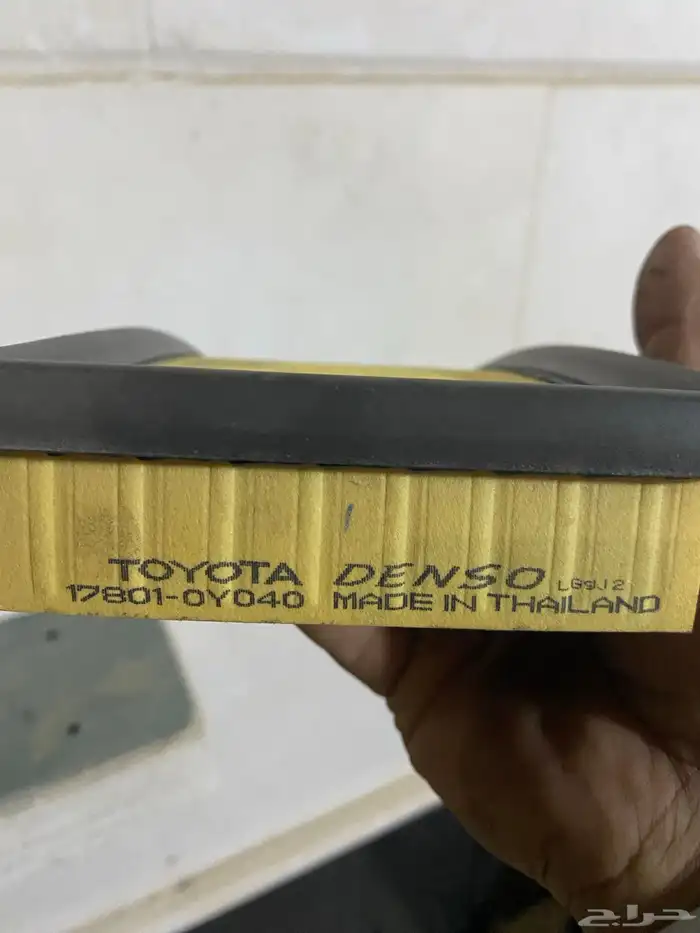 TOYOTA DENSO LG9J2
17801-0Y040 MADE IN THAILAND
حراج